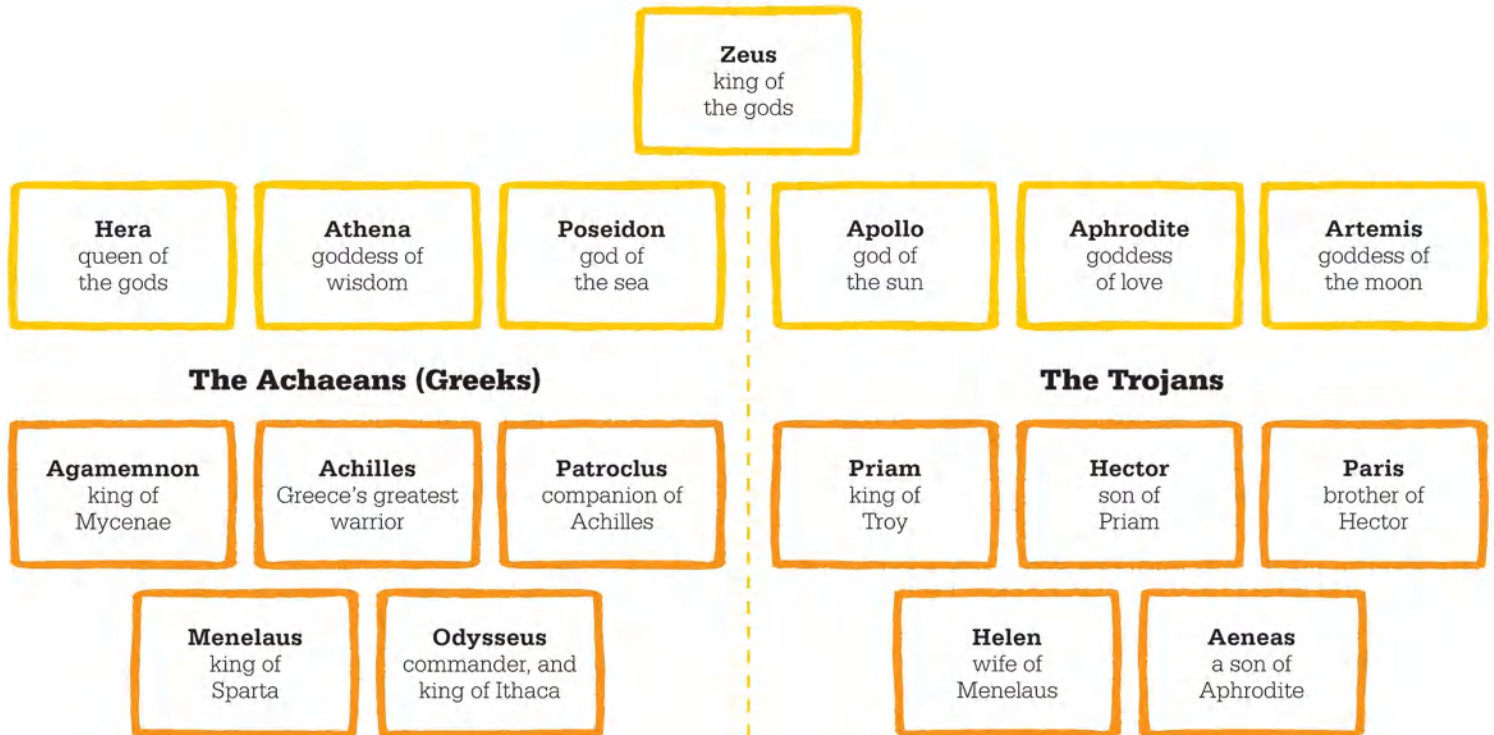 Zeus
king of
the gods
Hera
queen of
the gods
Athena
goddess of
wisdom
Poseidon
god of
the sea
Apollo
god of
the sun
Aphrodite
goddess
of love
Artemis
goddess of
the moon
The Achaeans (Greeks)
Agamemnon
king of
Mycenae
Achilles
Greece's greatest
warrior
Patroclus
companion of
Achilles
Menelaus
king of
Sparta
Odysseus
commander, and
king of Ithaca
The Trojans
Priam
king of
Troy
Hector
son of
Priam
Paris
brother of
Hector
Helen
wife of
Menelaus
Aeneas
a son of
Aphrodite